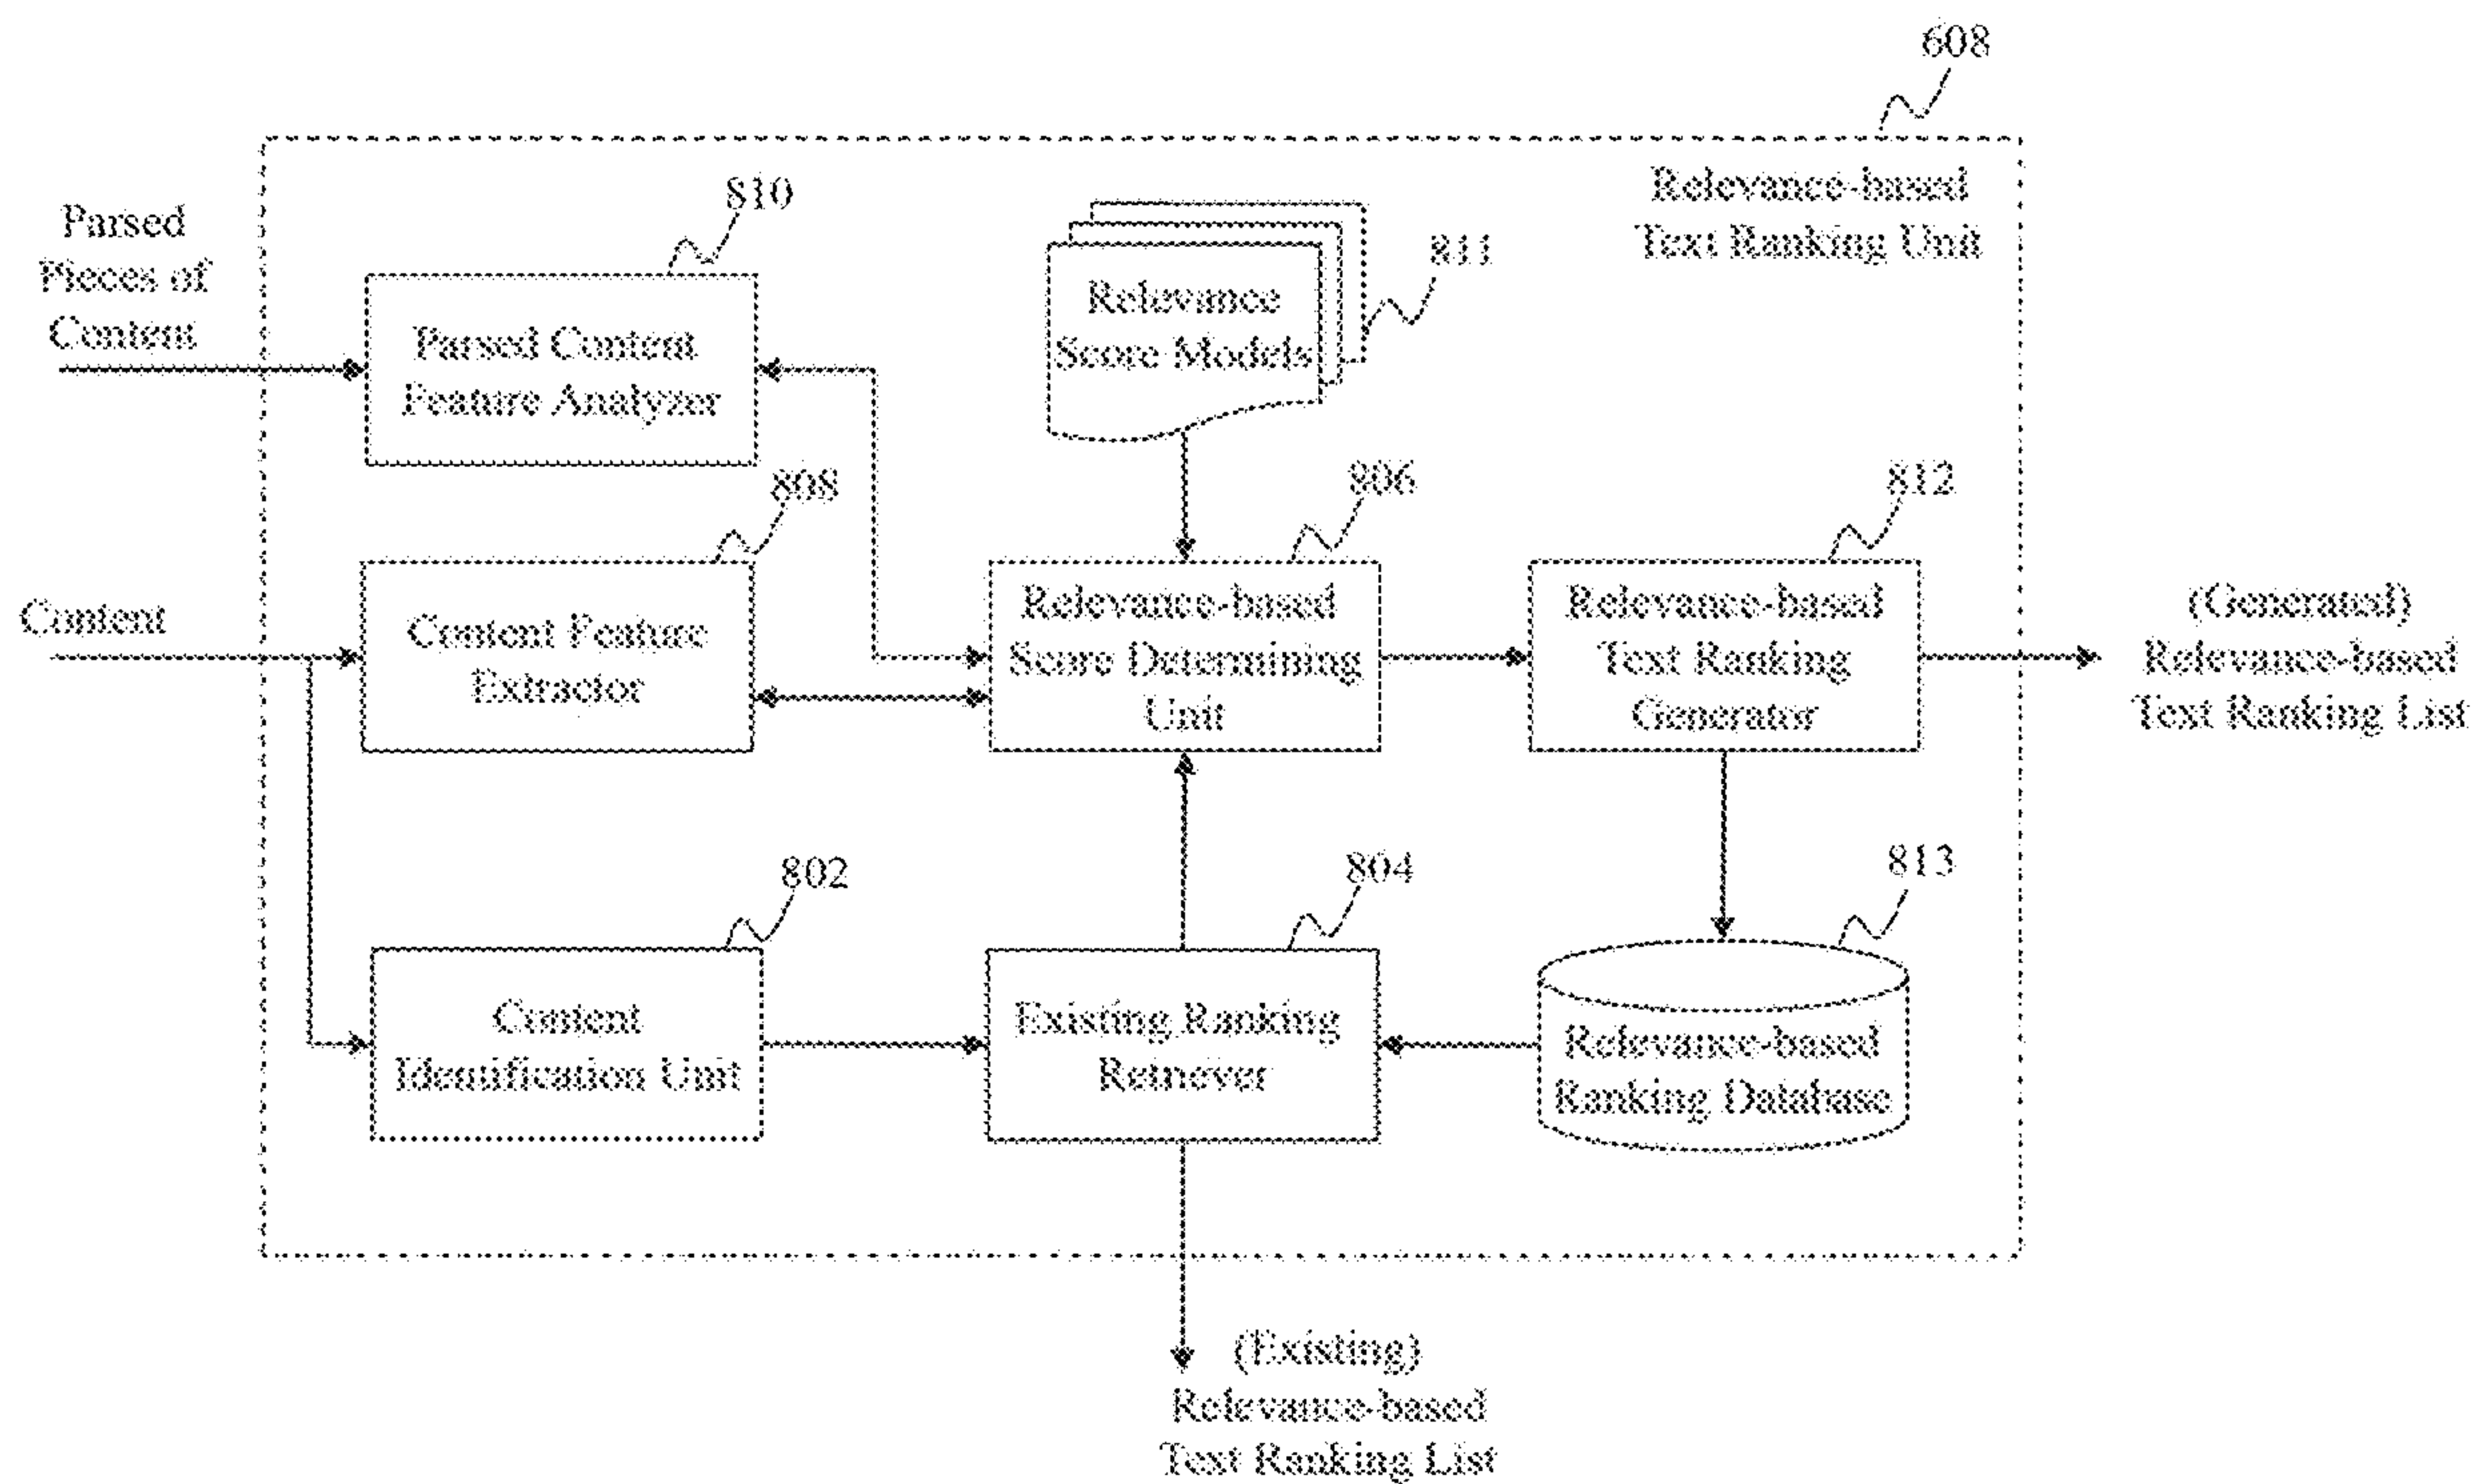 608
Relevance-based
Text Ranking Unit
810
Parsed
Pieces of
Content
811
Relevance
Score Models
Parsed Content
Feature Analyzer
808
806
812
Content
Content Feature
Extractor
Relevance-based
Score Determining
Unit
Relevance-based
Text Ranking
Generator
(Generated)
Relevance-based
Text Ranking List
802
804
813
Content
Identification Unit
Existing Ranking
Retriever
Relevance-based
Ranking Database
(Existing)
Relevance-based
Text Ranking List